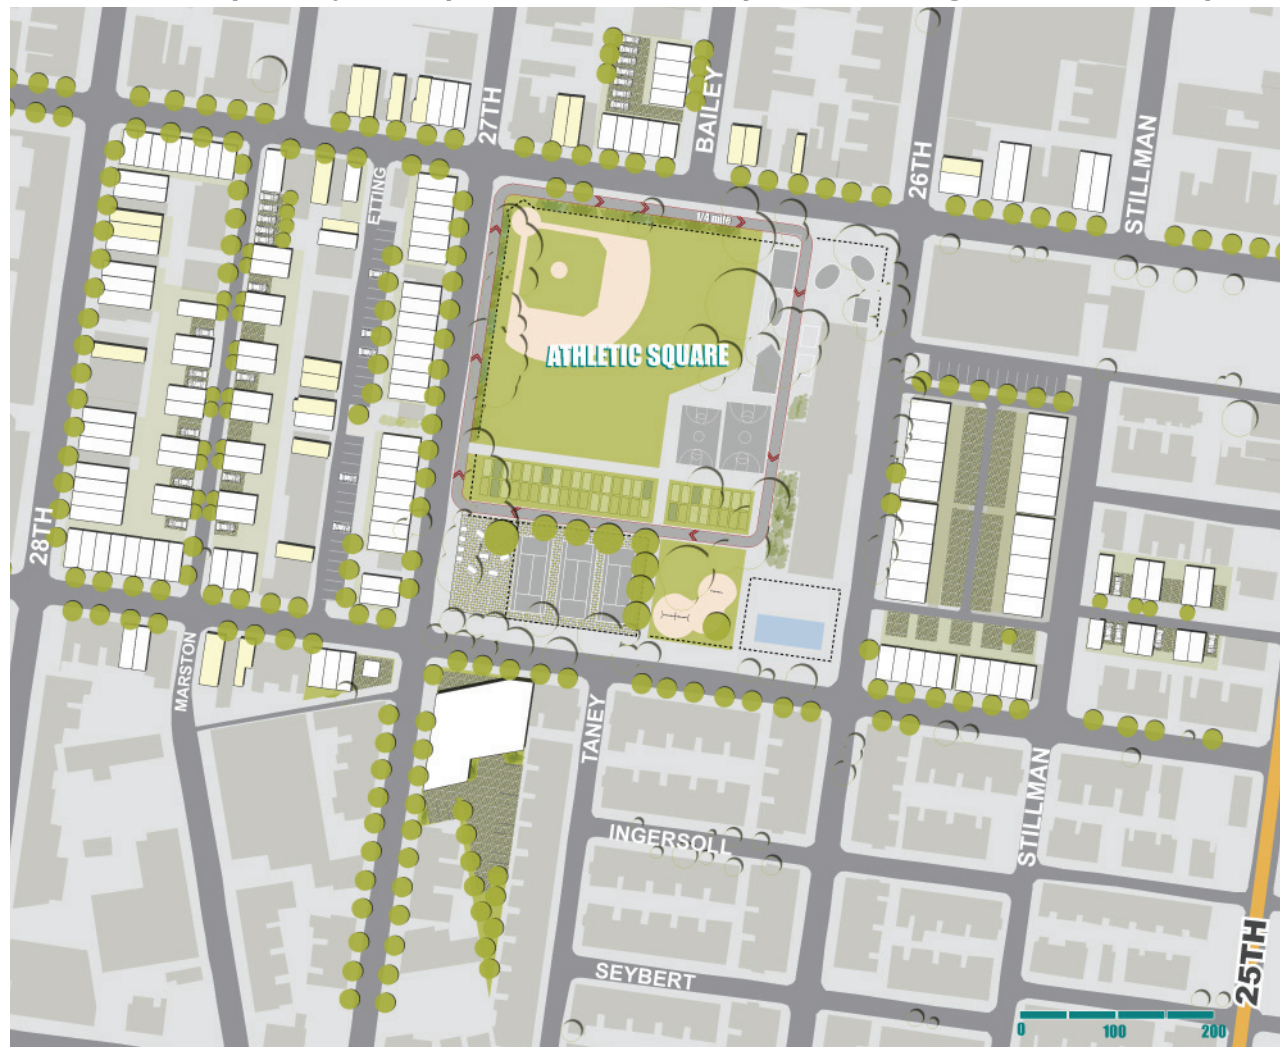 27TH
BAILEY
26TH
STILLMAN
ETTING
1/4 mile
ATHLETIC SQUARE
28TH
MARSTON
TANEY
STILLMAN
INGERSOLL
SEYBERT
25TH
0 100 200